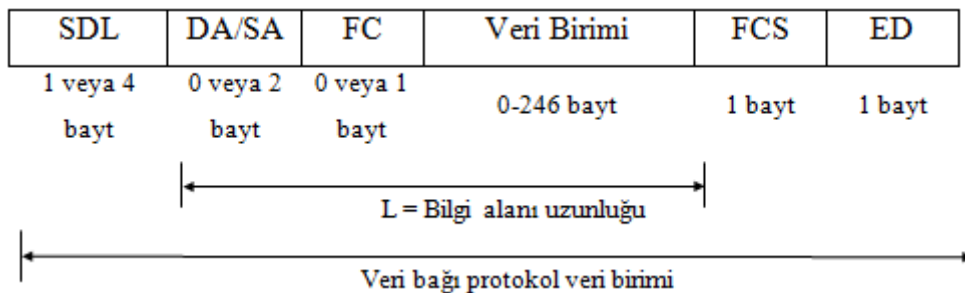 SDL DA/SA FC Veri Birimi FCS ED
1 veya 4 0 veya 2 0 veya 1
0-246 bayt 1 bayt 1 bayt
bayt bayt bayt
L = Bilgi alanı uzunluğu
Veri bağı protokol veri birimi